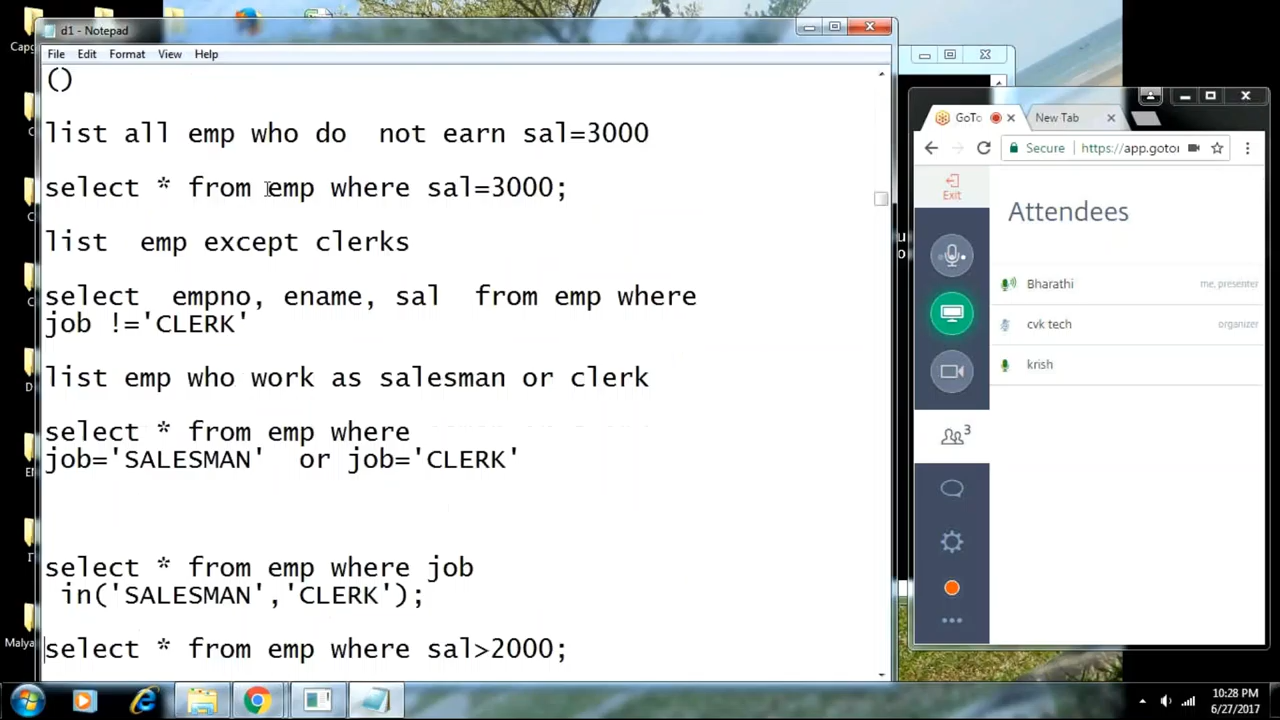 d1 - Notepad
File Edit Format View Help
()
list all emp who do  not earn sal=3000
select * from emp where sal=3000;
list  emp except clerks
select  empno, ename, sal  from emp where
job !='CLERK'
list emp who work as salesman or clerk
select * from emp where
job='SALESMAN'  or job='CLERK'
select * from emp where job
in('SALESMAN','CLERK');
select * from emp where sal>2000;
GoTo
New Tab
Secure
https://app.goto
Exit
Attendees
Bharathi
me, presenter
cvk tech
organizer
krish
3
10:28 PM
6/27/2017